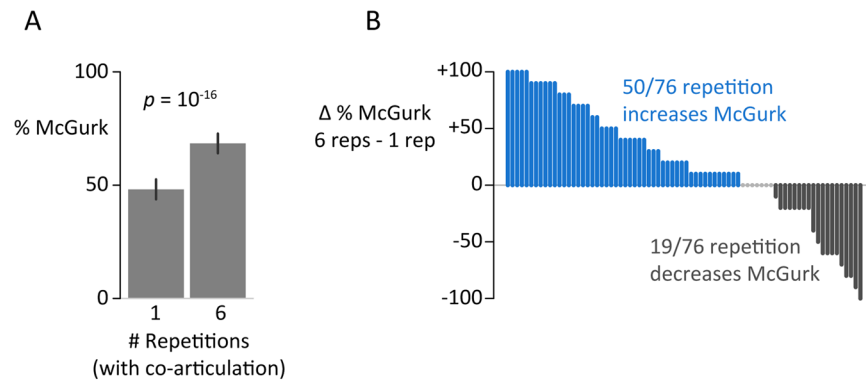 A
100
% McGurk
50
0
p = 10-16
1
6
# Repetitions
(with co-articulation)
B
Δ % McGurk
6 reps - 1 rep
+100
+50
0
-50
-100
50/76 repetition
increases McGurk
19/76 repetition
decreases McGurk